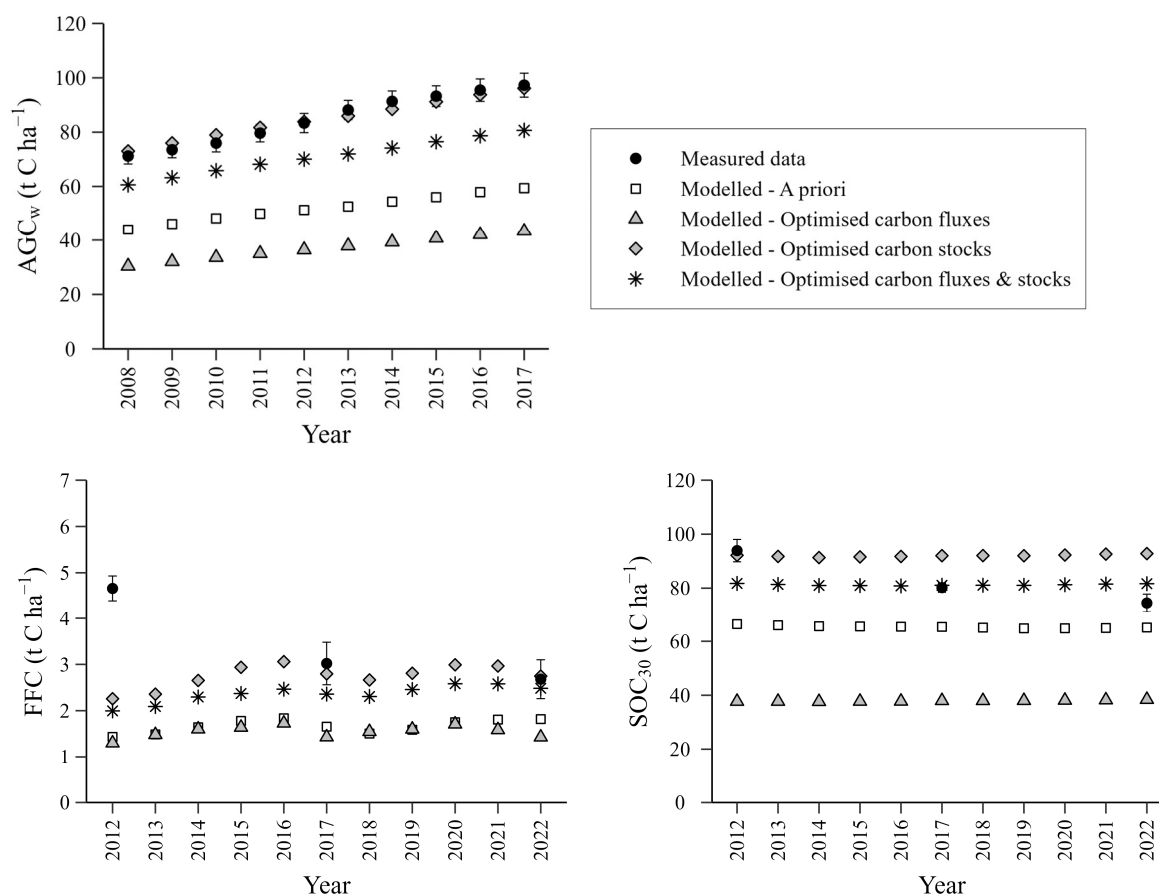 120
100
80
60
40
20
0
AGCw (t C ha−1)
2008 2009 2010 2011 2012 2013 2014 2015 2016 2017
Year
Measured data
Modelled - A priori
Modelled - Optimised carbon fluxes
Modelled - Optimised carbon stocks
Modelled - Optimised carbon fluxes & stocks
7
6
5
4
3
2
1
0
FFC (t C ha−1)
2012 2013 2014 2015 2016 2017 2018 2019 2020 2021 2022
Year
120
100
80
60
40
20
0
SOC30 (t C ha−1)
2012 2013 2014 2015 2016 2017 2018 2019 2020 2021 2022
Year